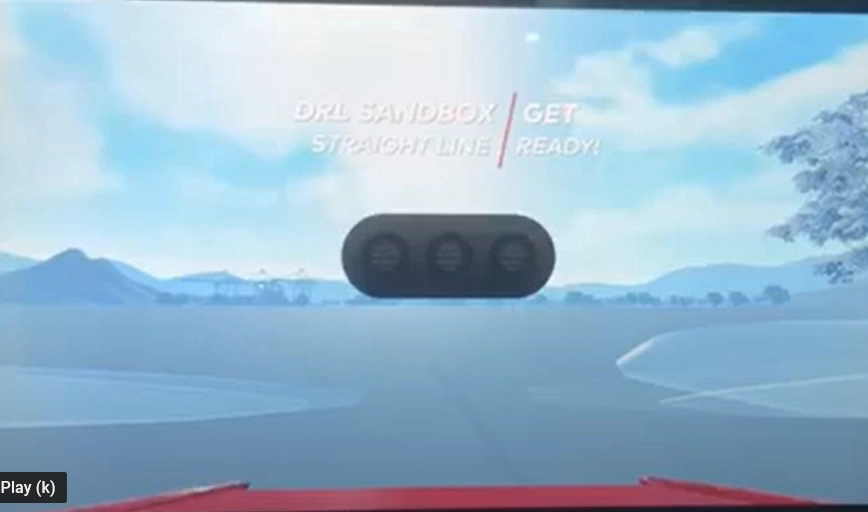 DRL SANDBOX
STRAIGHT LINE
GET
READY!
Play (k)